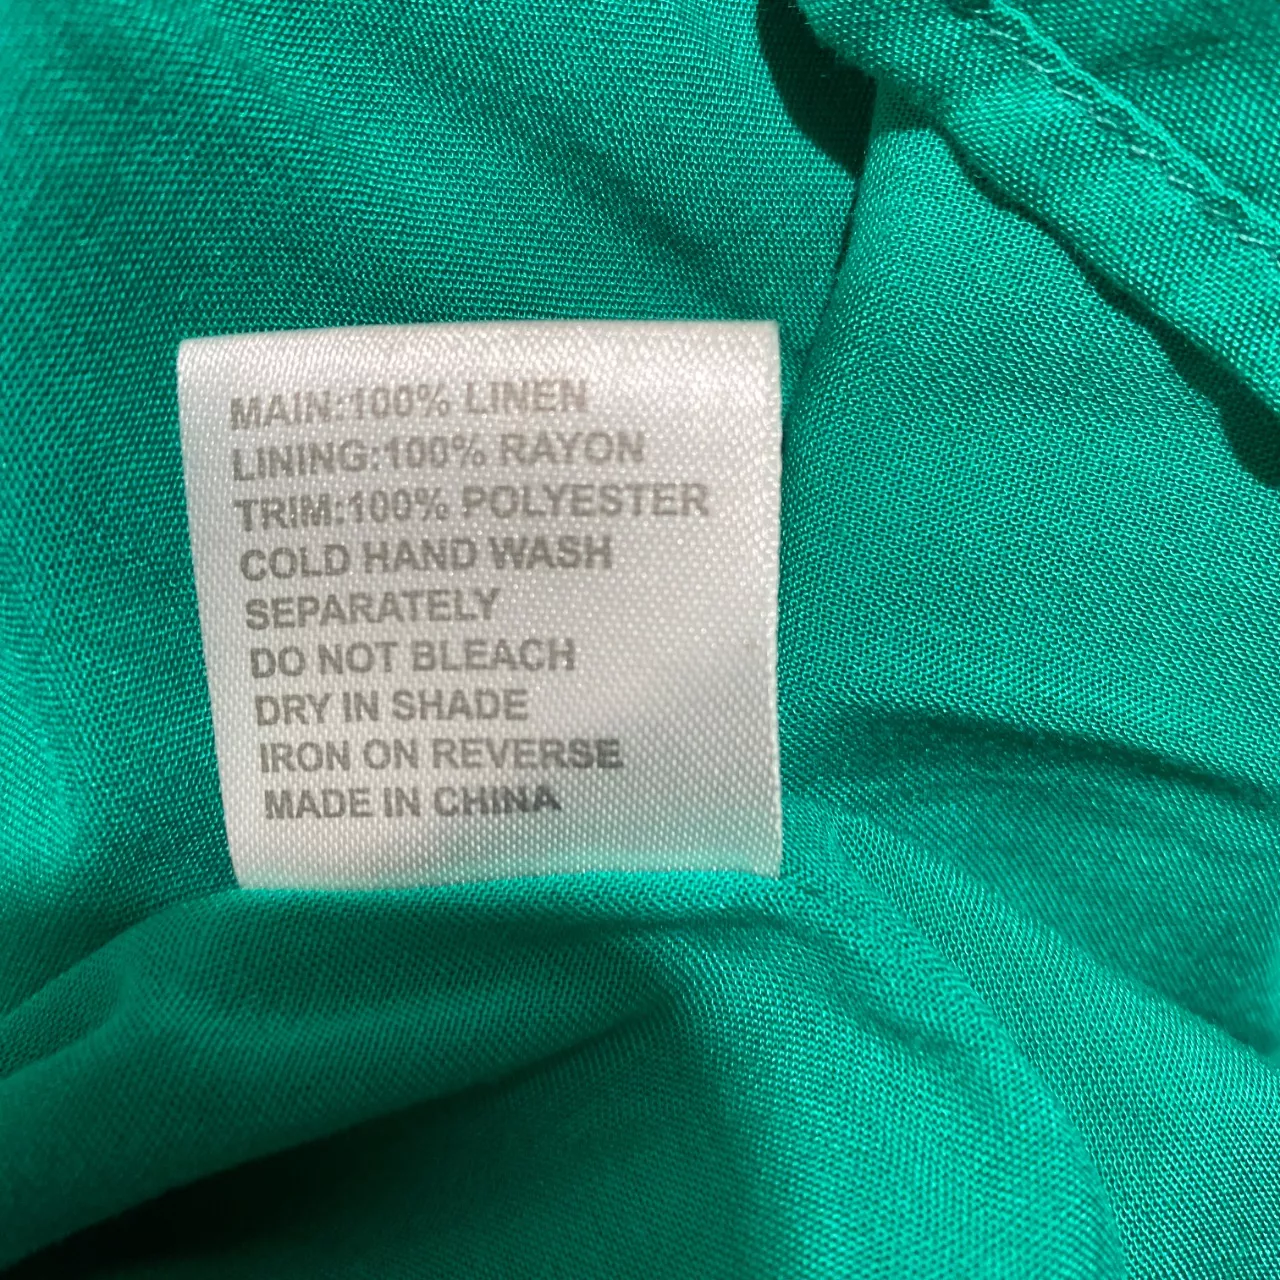 MAIN:100% LINEN
LINING:100% RAYON
TRIM:100% POLYESTER
COLD HAND WASH
SEPARATELY
DO NOT BLEACH
DRY IN SHADE
IRON ON REVERSE
MADE IN CHINA